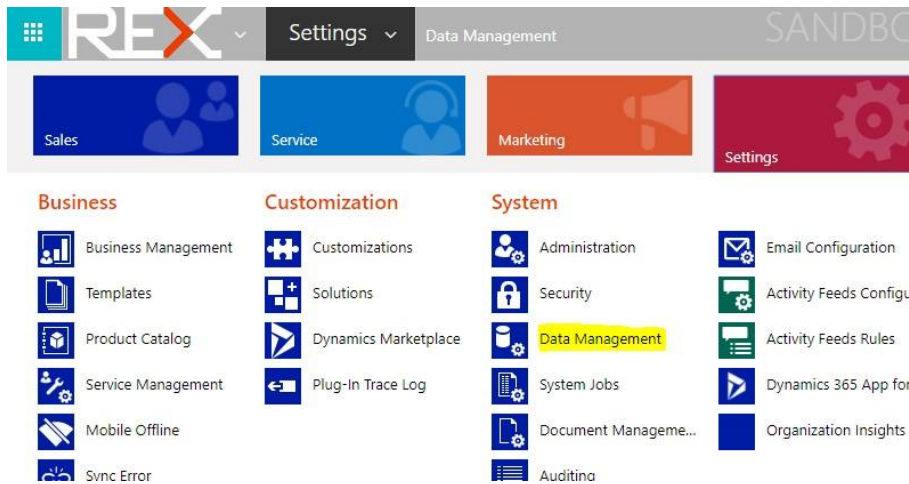 REX
Settings
Data Management
SANDBO
Sales
Service
Marketing
Settings
Business
Business Management
Templates
Product Catalog
Service Management
Mobile Offline
Sync Error
Customization
Customizations
Solutions
Dynamics Marketplace
Plug-In Trace Log
System
Administration
Security
Data Management
System Jobs
Document Manageme...
Auditing
Email Configuration
Activity Feeds Configu
Activity Feeds Rules
Dynamics 365 App for
Organization Insights